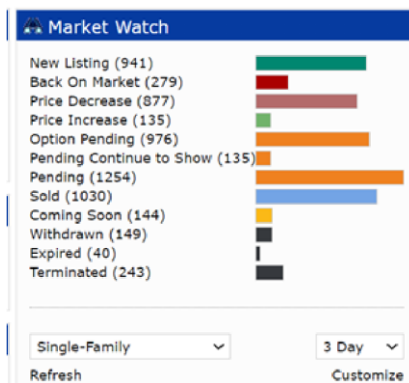 Market Watch
New Listing (941)
Back On Market (279)
Price Decrease (877)
Price Increase (135)
Option Pending (976)
Pending Continue to Show (135)
Pending (1254)
Sold (1030)
Coming Soon (144)
Withdrawn (149)
Expired (40)
Terminated (243)
Single-Family 3 Day
Refresh Customize